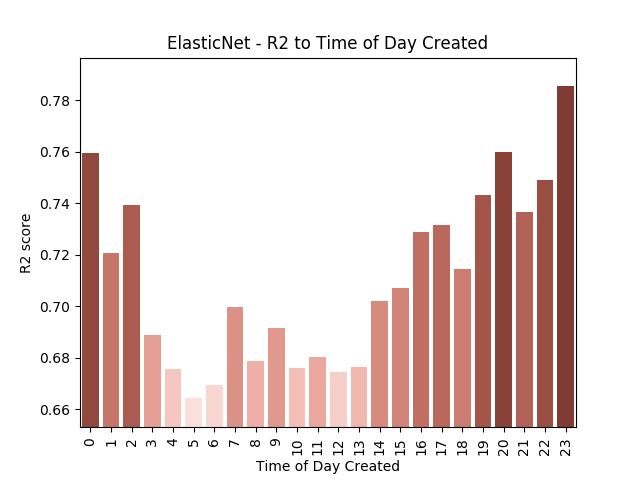 ElasticNet - R2 to Time of Day Created
R2 score
0.78
0.76
0.74
0.72
0.70
0.68
0.66
0 1 2 3 4 5 6 7 8 9 10 11 12 13 14 15 16 17 18 19 20 21 22 23
Time of Day Created